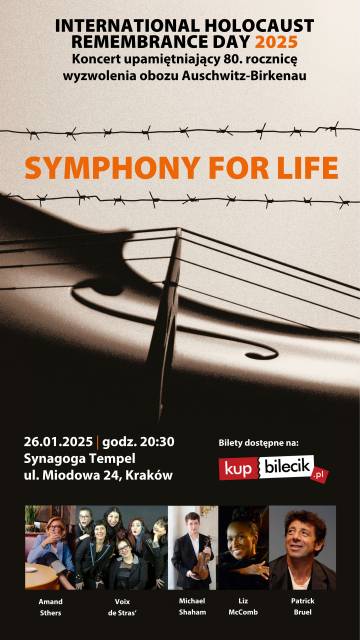 INTERNATIONAL HOLOCAUST
REMEMBRANCE DAY 2025
Koncert upamiętniający 80. rocznicę
wyzwolenia obozu Auschwitz-Birkenau
SYMPHONY FOR LIFE
26.01.2025 | godz. 20:30
Synagoga Tempel
ul. Miodowa 24, Kraków
Bilety dostępne na:
kup bilecik .pl
Amand
Sthers
Voix
de Stras'
Michael
Shaham
Liz
McComb
Patrick
Bruel